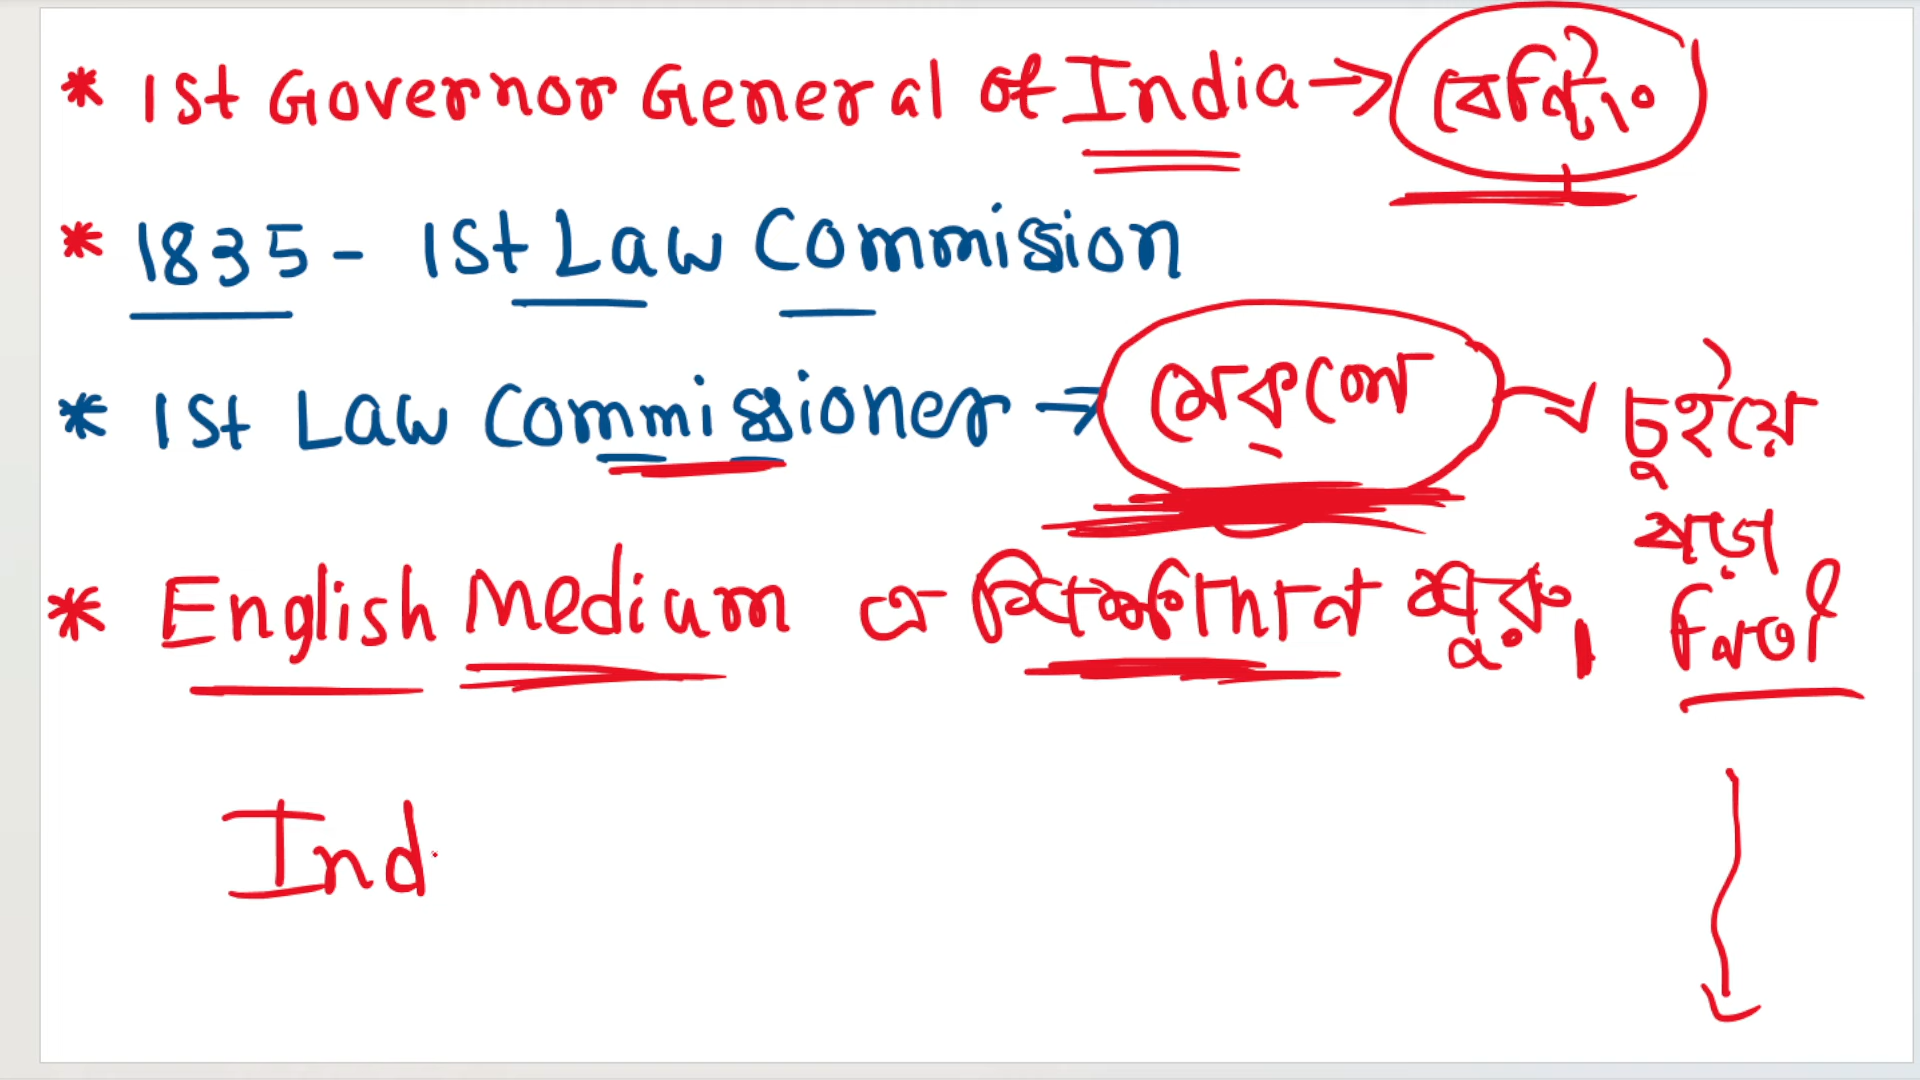 * 1st Governor General of India → বেন্টিং
* 1835 - 1st Law Commission
* 1st Law Commissioner → মেকলে → চুইয়ে
পড়া
নীতি
* English Medium এ শিক্ষাদান শুরু।
Ind